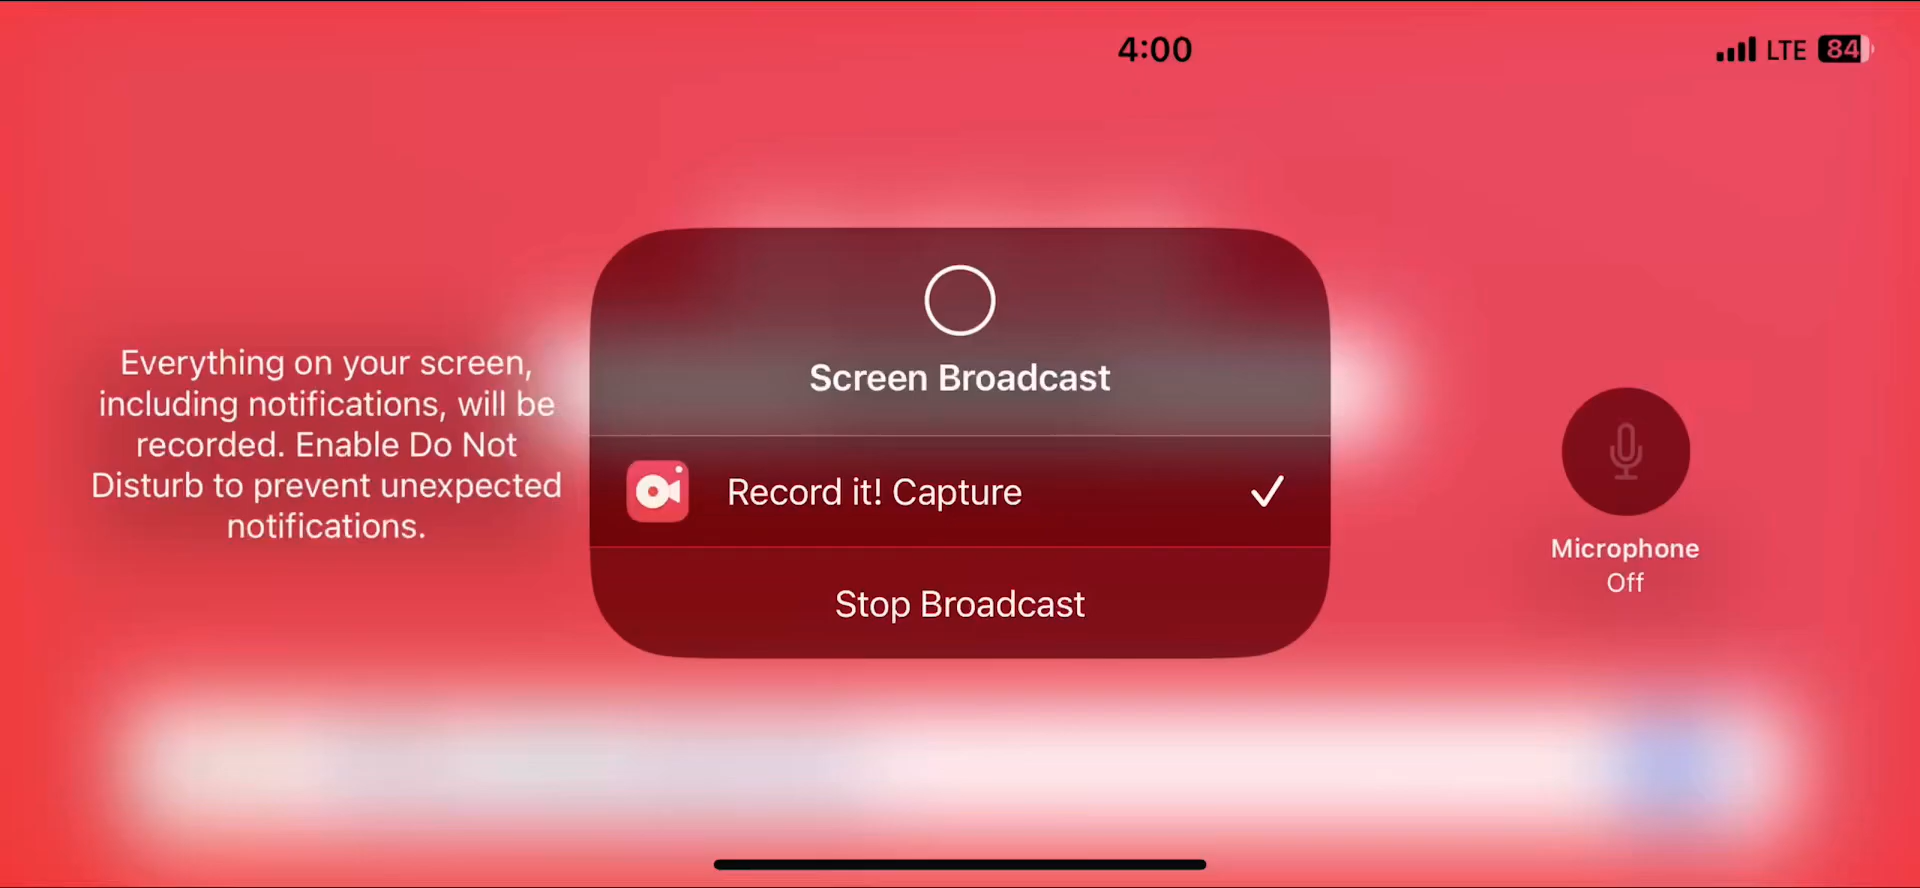 4:00
LTE 84
Everything on your screen,
including notifications, will be
recorded. Enable Do Not
Disturb to prevent unexpected
notifications.
Screen Broadcast
Record it! Capture
Stop Broadcast
Microphone
Off